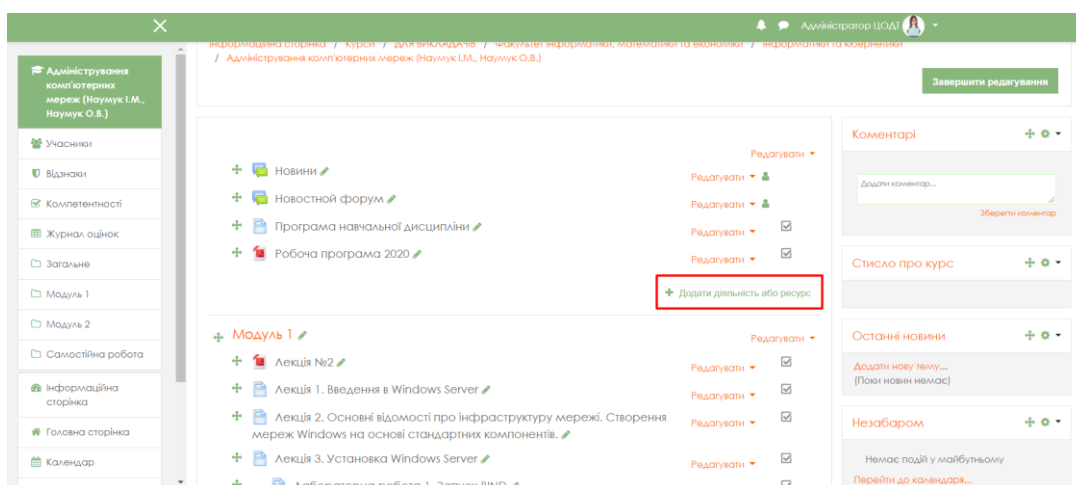 Адміністратор ЦОДТ
Інформаційна сторінка / Курси / ДЛЯ ВИКЛАДАЧІВ / Факультет інформатики, математики та економіки / Інформатики та кібернетики
/ Адміністрування комп'ютерних мереж (Наумук І.М., Наумук О.В.)
Завершити редагування
Адміністрування
комп'ютерних
мереж (Наумук І.М.,
Наумук О.В.)
Учасники
Відзнаки
Компетентності
Журнал оцінок
Загальне
Модуль 1
Модуль 2
Самостійна робота
Інформаційна
сторінка
Головна сторінка
Календар
Редагувати
Новини
Редагувати
Новостной форум
Редагувати
Програма навчальної дисципліни
Редагувати
Робоча програма 2020
Редагувати
Додати діяльність або ресурс
Модуль 1
Редагувати
Лекція №2
Редагувати
Лекція 1. Введення в Windows Server
Редагувати
Лекція 2. Основні відомості про інфраструктуру мережі. Створення
мереж Windows на основі стандартних компонентів.
Редагувати
Лекція 3. Установка Windows Server
Редагувати
Лабораторна робота 1. Запуск BIND
Коментарі
Додати коментар...
Зберегти коментар
Стисло про курс
Останні новини
Додати нову тему...
(Поки новин немає)
Незабаром
Немає подій у майбутньому
Перейти до календаря...